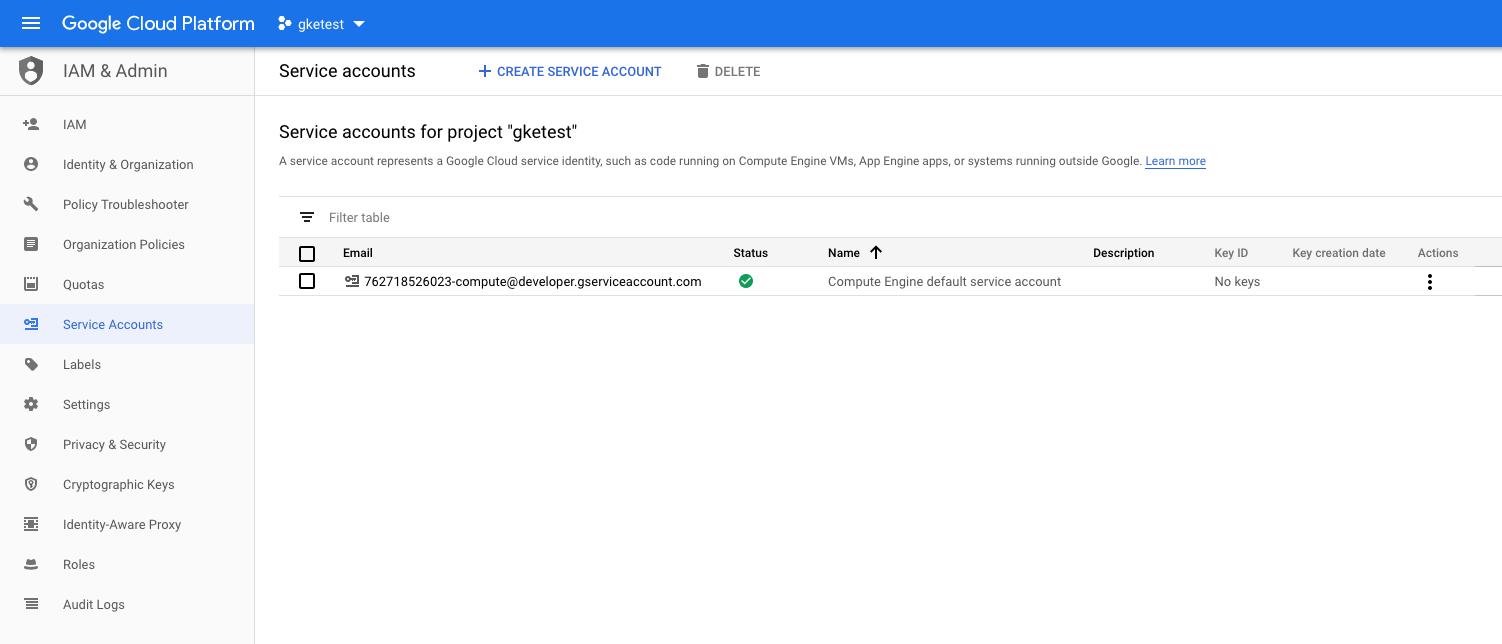 Google Cloud Platform gketest
IAM & Admin
Service accounts CREATE SERVICE ACCOUNT DELETE
IAM
Identity & Organization
Policy Troubleshooter
Organization Policies
Quotas
Service Accounts
Labels
Settings
Privacy & Security
Cryptographic Keys
Identity-Aware Proxy
Roles
Audit Logs
Service accounts for project "gketest"
A service account represents a Google Cloud service identity, such as code running on Compute Engine VMs, App Engine apps, or systems running outside Google. Learn more
Filter table
Email Status Name Description Key ID Key creation date Actions
762718526023-compute@developer.gserviceaccount.com Compute Engine default service account No keys